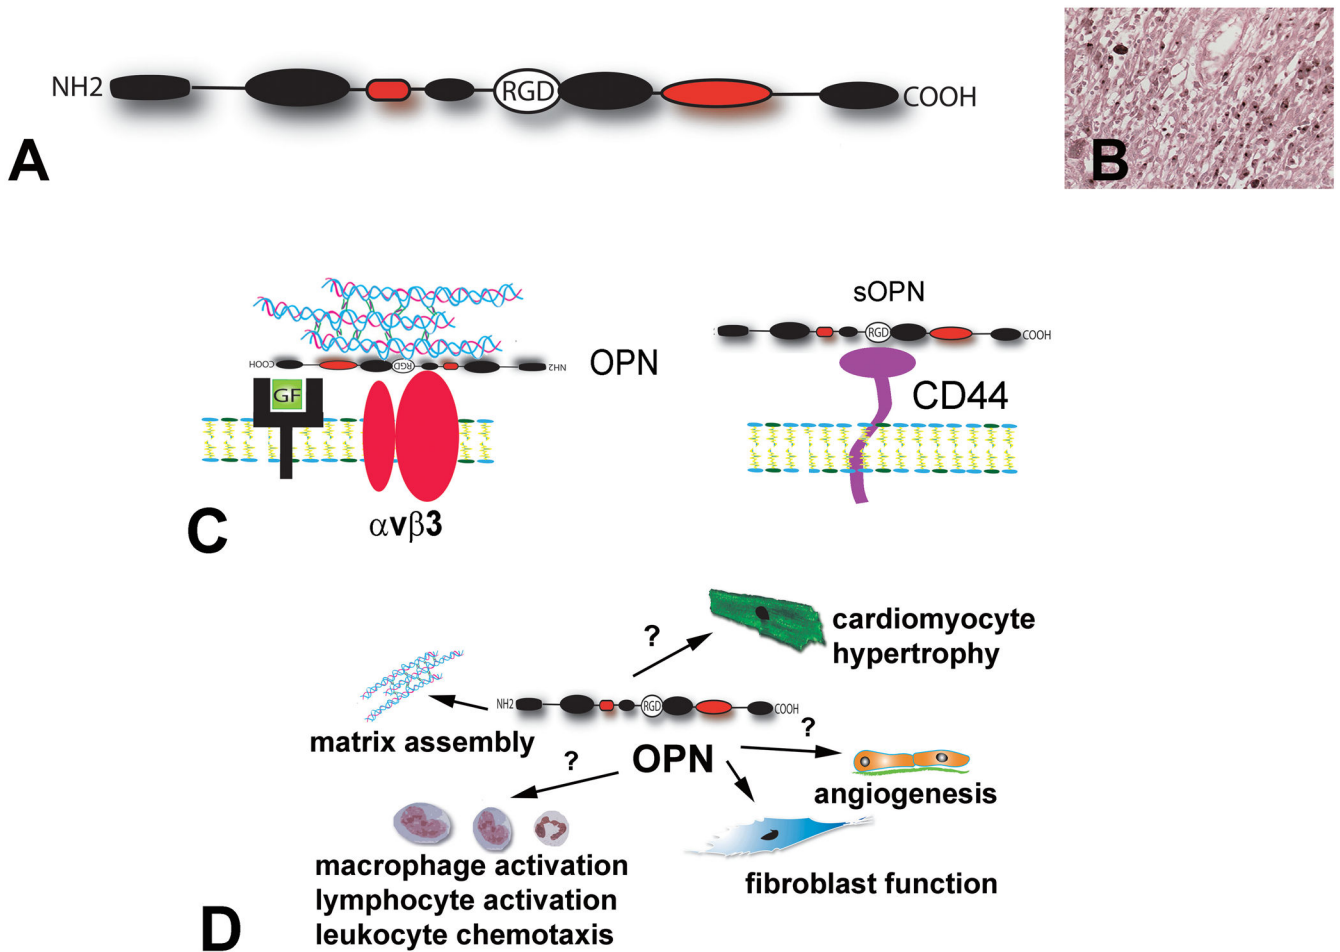 NH2
RGD
COOH
A
B
sOPN
RGD
COOH
COOH
RGD
NH2
OPN
GF
CD44
αvβ3
C
?
cardiomyocyte
hypertrophy
NH2
RGD
COOH
matrix assembly
?
OPN
?
angiogenesis
macrophage activation
lymphocyte activation
leukocyte chemotaxis
fibroblast function
D